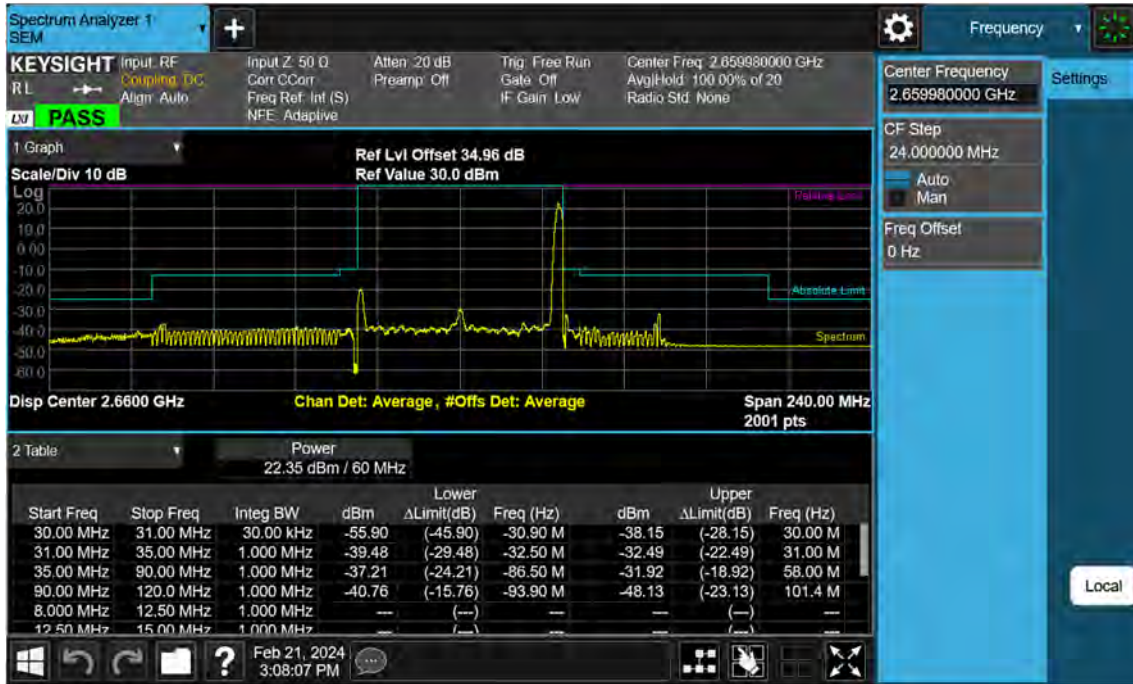 Spectrum Analyzer 1
SEM
Frequency
KEYSIGHT
RL
LXI PASS
Input: RF
Coupling: DC
Align: Auto
Input Z: 50 Ω
Corr CCorr
Freq Ref: Int (S)
NFE: Adaptive
Atten: 20 dB
Preamp: Off
Trig: Free Run
Gate: Off
IF Gain: Low
Center Freq: 2.659980000 GHz
Avg|Hold: 100.00% of 20
Radio Std: None
Center Frequency
2.659980000 GHz
Settings
CF Step
24.000000 MHz
Auto
Man
Freq Offset
0 Hz
Local
1 Graph
Scale/Div 10 dB
Ref Lvl Offset 34.96 dB
Ref Value 30.0 dBm
Log
20.0
10.0
0.00
-10.0
-20.0
-30.0
-40.0
-50.0
-60.0
Relative Limit
Absolute Limit
Spectrum
Disp Center 2.6600 GHz
Chan Det: Average, #Offs Det: Average
Span 240.00 MHz
2001 pts
2 Table
Power
22.35 dBm / 60 MHz
Lower Upper
Start Freq Stop Freq Integ BW dBm ΔLimit(dB) Freq (Hz) dBm ΔLimit(dB) Freq (Hz)
30.00 MHz 31.00 MHz 30.00 kHz -55.90 (-45.90) -30.90 M -38.15 (-28.15) 30.00 M
31.00 MHz 35.00 MHz 1.000 MHz -39.48 (-29.48) -32.50 M -32.49 (-22.49) 31.00 M
35.00 MHz 90.00 MHz 1.000 MHz -37.21 (-24.21) -86.50 M -31.92 (-18.92) 58.00 M
90.00 MHz 120.0 MHz 1.000 MHz -40.76 (-15.76) -93.90 M -48.13 (-23.13) 101.4 M
8.000 MHz 12.50 MHz 1.000 MHz --- (---) --- (---) ---
12.50 MHz 15.00 MHz 1.000 MHz --- (---) --- (---) ---
?
Feb 21, 2024
3:08:07 PM